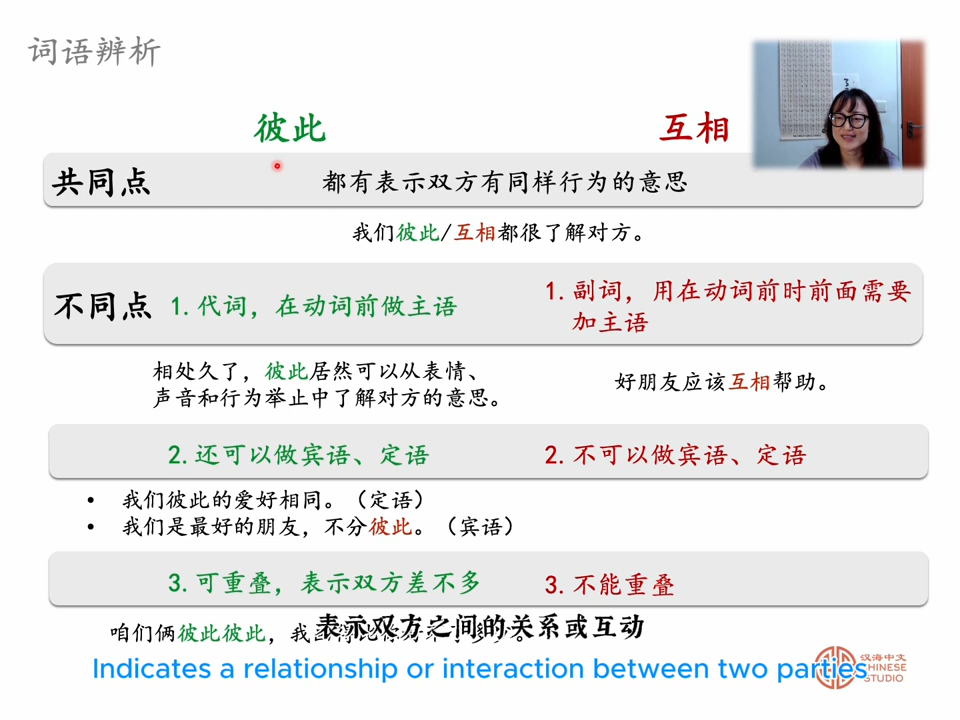 词语辨析
彼此 互相
共同点 都有表示双方有同样行为的意思
我们彼此/互相都很了解对方。
不同点 1.代词，在动词前做主语
1.副词，用在动词前时前面需要
加主语
相处久了，彼此居然可以从表情、
声音和行为举止中了解对方的意思。
好朋友应该互相帮助。
2.还可以做宾语、定语 2.不可以做宾语、定语
• 我们彼此的爱好相同。（定语）
• 我们是最好的朋友，不分彼此。（宾语）
3.可重叠，表示双方差不多 3.不能重叠
咱们俩彼此彼此，我
表示双方之间的关系或互动
Indicates a relationship or interaction between two parties
汉海中文
CHINESE
STUDIO